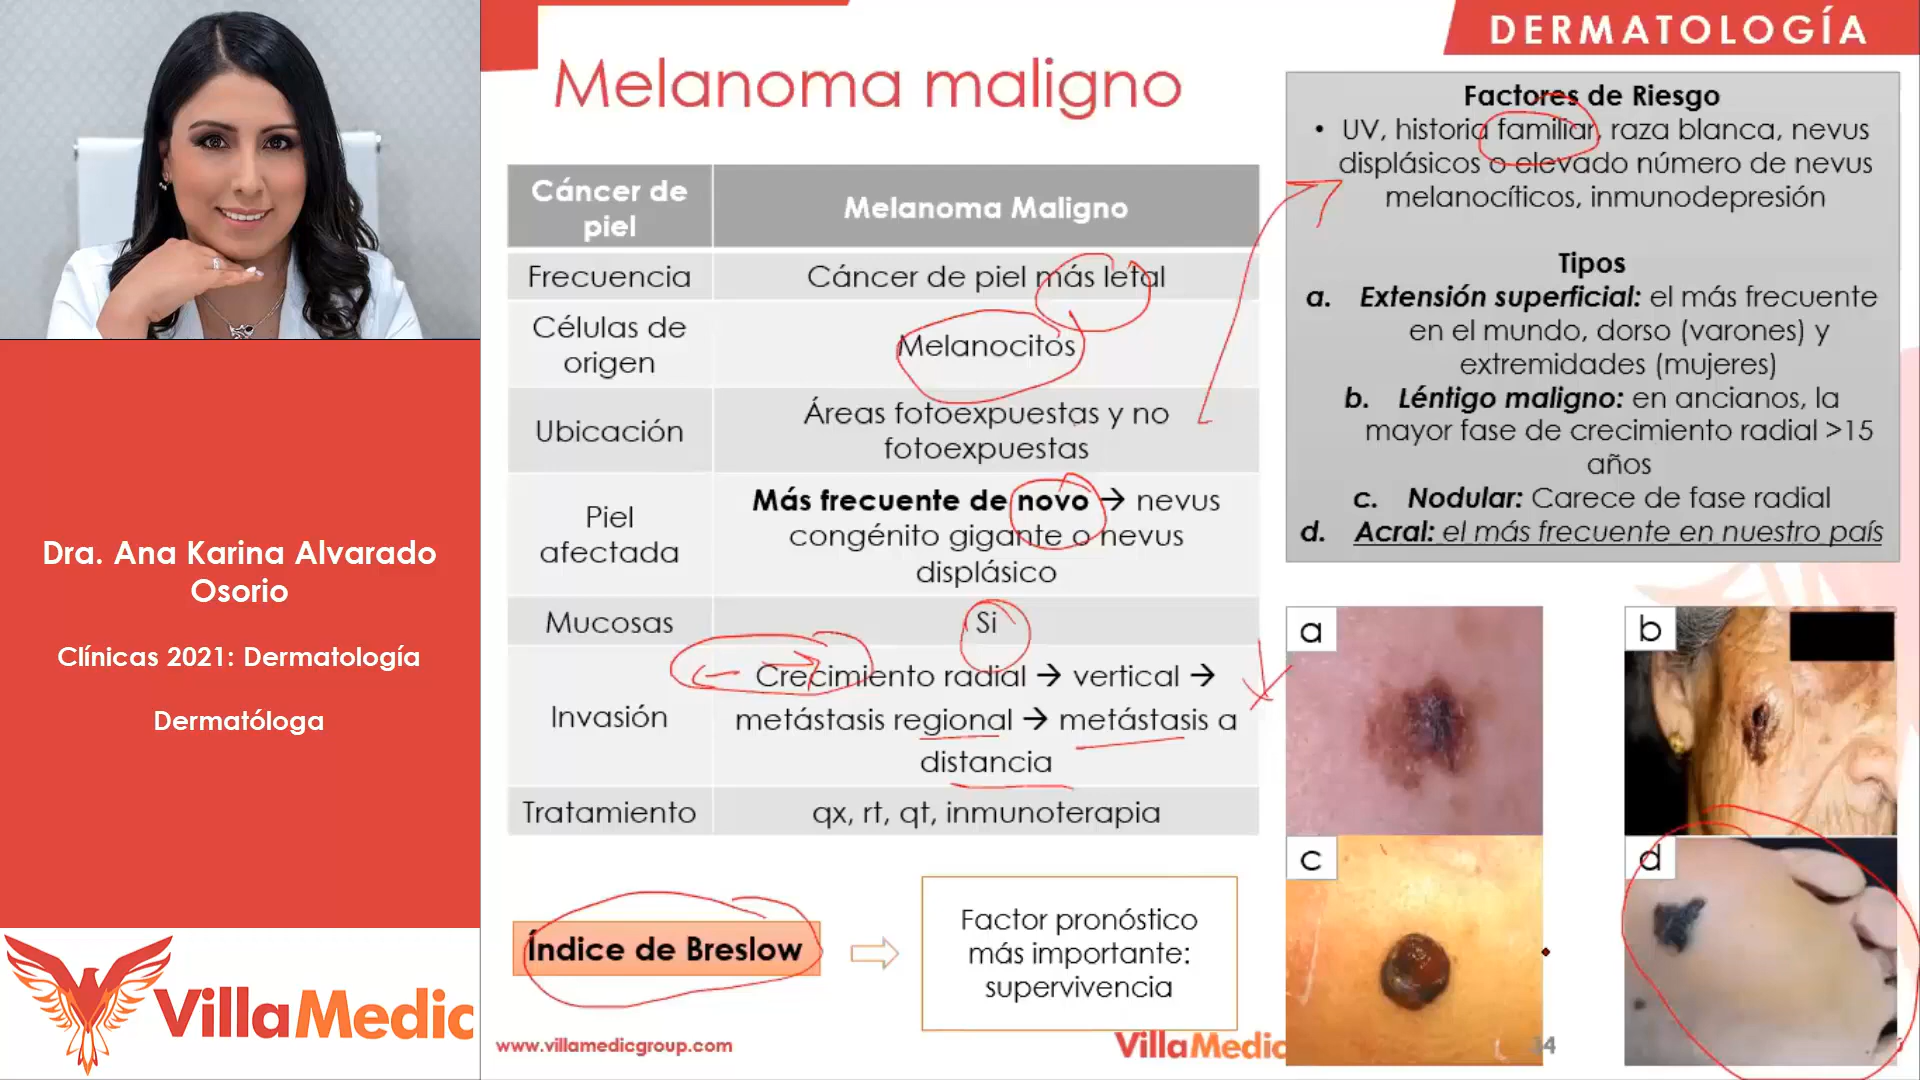 DERMATOLOGÍA
Melanoma maligno
Cáncer de
piel
Melanoma Maligno
Frecuencia
Cáncer de piel más letal
Células de
origen
Melanocitos
Ubicación
Áreas fotoexpuestas y no
fotoexpuestas
Piel
afectada
Más frecuente de novo → nevus
congénito gigante o nevus
displásico
Mucosas
Si
Invasión
Crecimiento radial → vertical →
metástasis regional → metástasis a
distancia
Tratamiento
qx, rt, qt, inmunoterapia
Índice de Breslow
Factor pronóstico
más importante:
supervivencia
Factores de Riesgo
• UV, historia familiar, raza blanca, nevus
displásicos o elevado número de nevus
melanocíticos, inmunodepresión
Tipos
a. Extensión superficial: el más frecuente
en el mundo, dorso (varones) y
extremidades (mujeres)
b. Léntigo maligno: en ancianos, la
mayor fase de crecimiento radial >15
años
c. Nodular: Carece de fase radial
d. Acral: el más frecuente en nuestro país
a
b
c
d
Dra. Ana Karina Alvarado
Osorio
Clínicas 2021: Dermatología
Dermatóloga
VillaMedic
www.villamedicgroup.com
VillaMedic